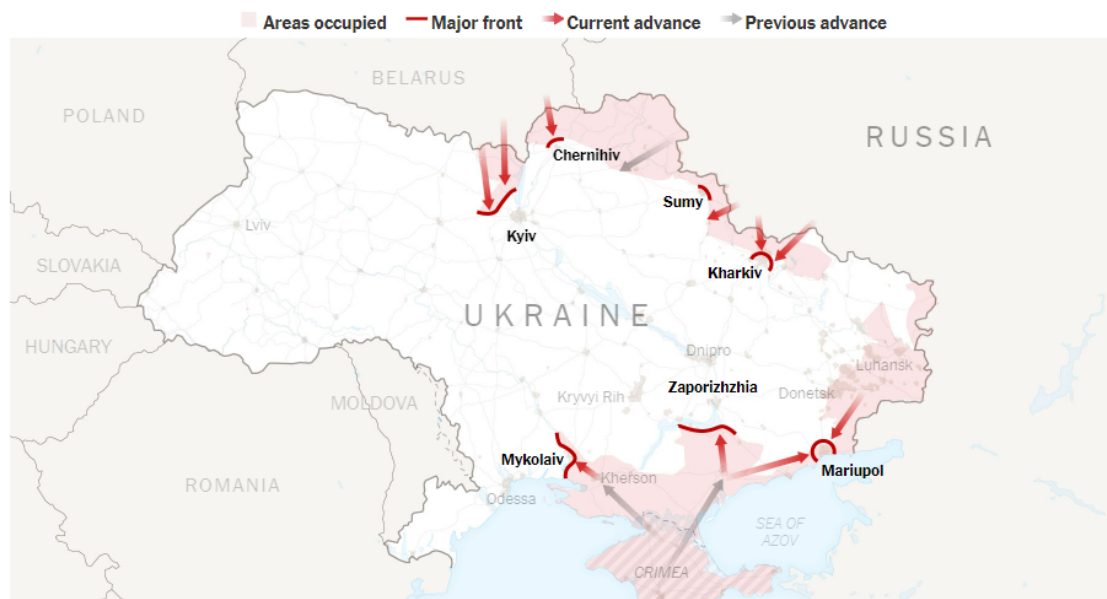 Areas occupied
Major front
Current advance
Previous advance
BELARUS
POLAND
RUSSIA
Chernihiv
Sumy
Lviv
Kyiv
SLOVAKIA
Kharkiv
UKRAINE
HUNGARY
Dnipro
Luhansk
Zaporizhzhia
Donetsk
Kryvyi Rih
MOLDOVA
Mykolaiv
Mariupol
Kherson
ROMANIA
Odessa
SEA OF
AZOV
CRIMEA